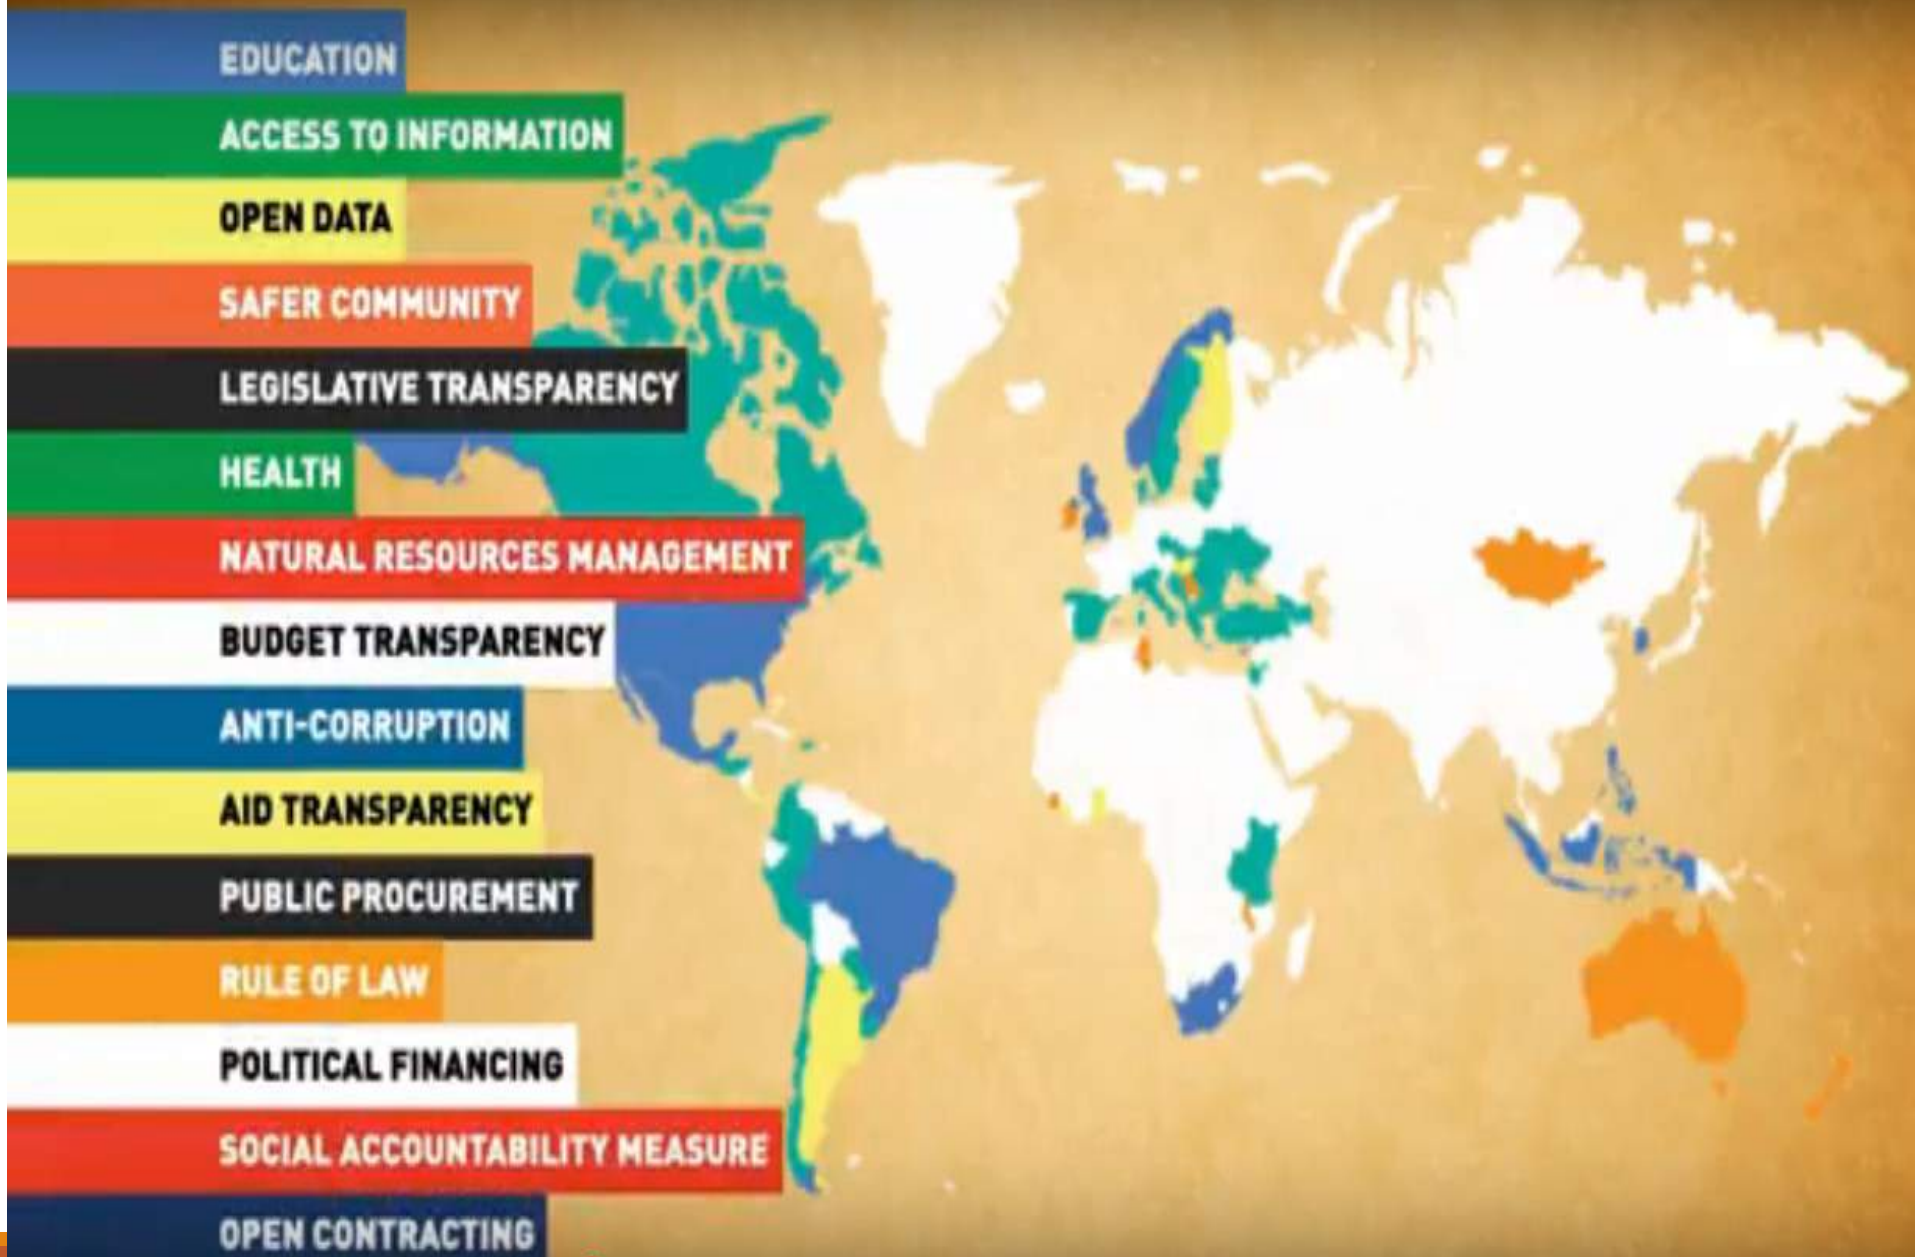 EDUCATION
ACCESS TO INFORMATION
OPEN DATA
SAFER COMMUNITY
LEGISLATIVE TRANSPARENCY
HEALTH
NATURAL RESOURCES MANAGEMENT
BUDGET TRANSPARENCY
ANTI-CORRUPTION
AID TRANSPARENCY
PUBLIC PROCUREMENT
RULE OF LAW
POLITICAL FINANCING
SOCIAL ACCOUNTABILITY MEASURE
OPEN CONTRACTING